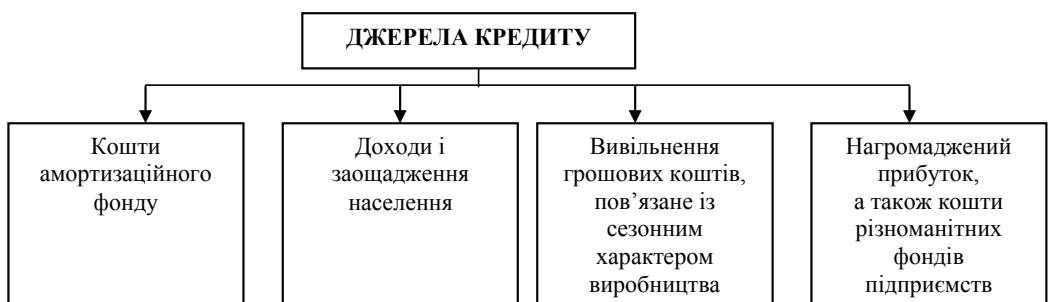 ДЖЕРЕЛА КРЕДИТУ
Кошти
амортизаційного
фонду
Доходи і
заощадження
населення
Вивільнення
грошових коштів,
пов’язане із
сезонним
характером
виробництва
Нагромаджений
прибуток,
а також кошти
різноманітних
фондів
підприємств